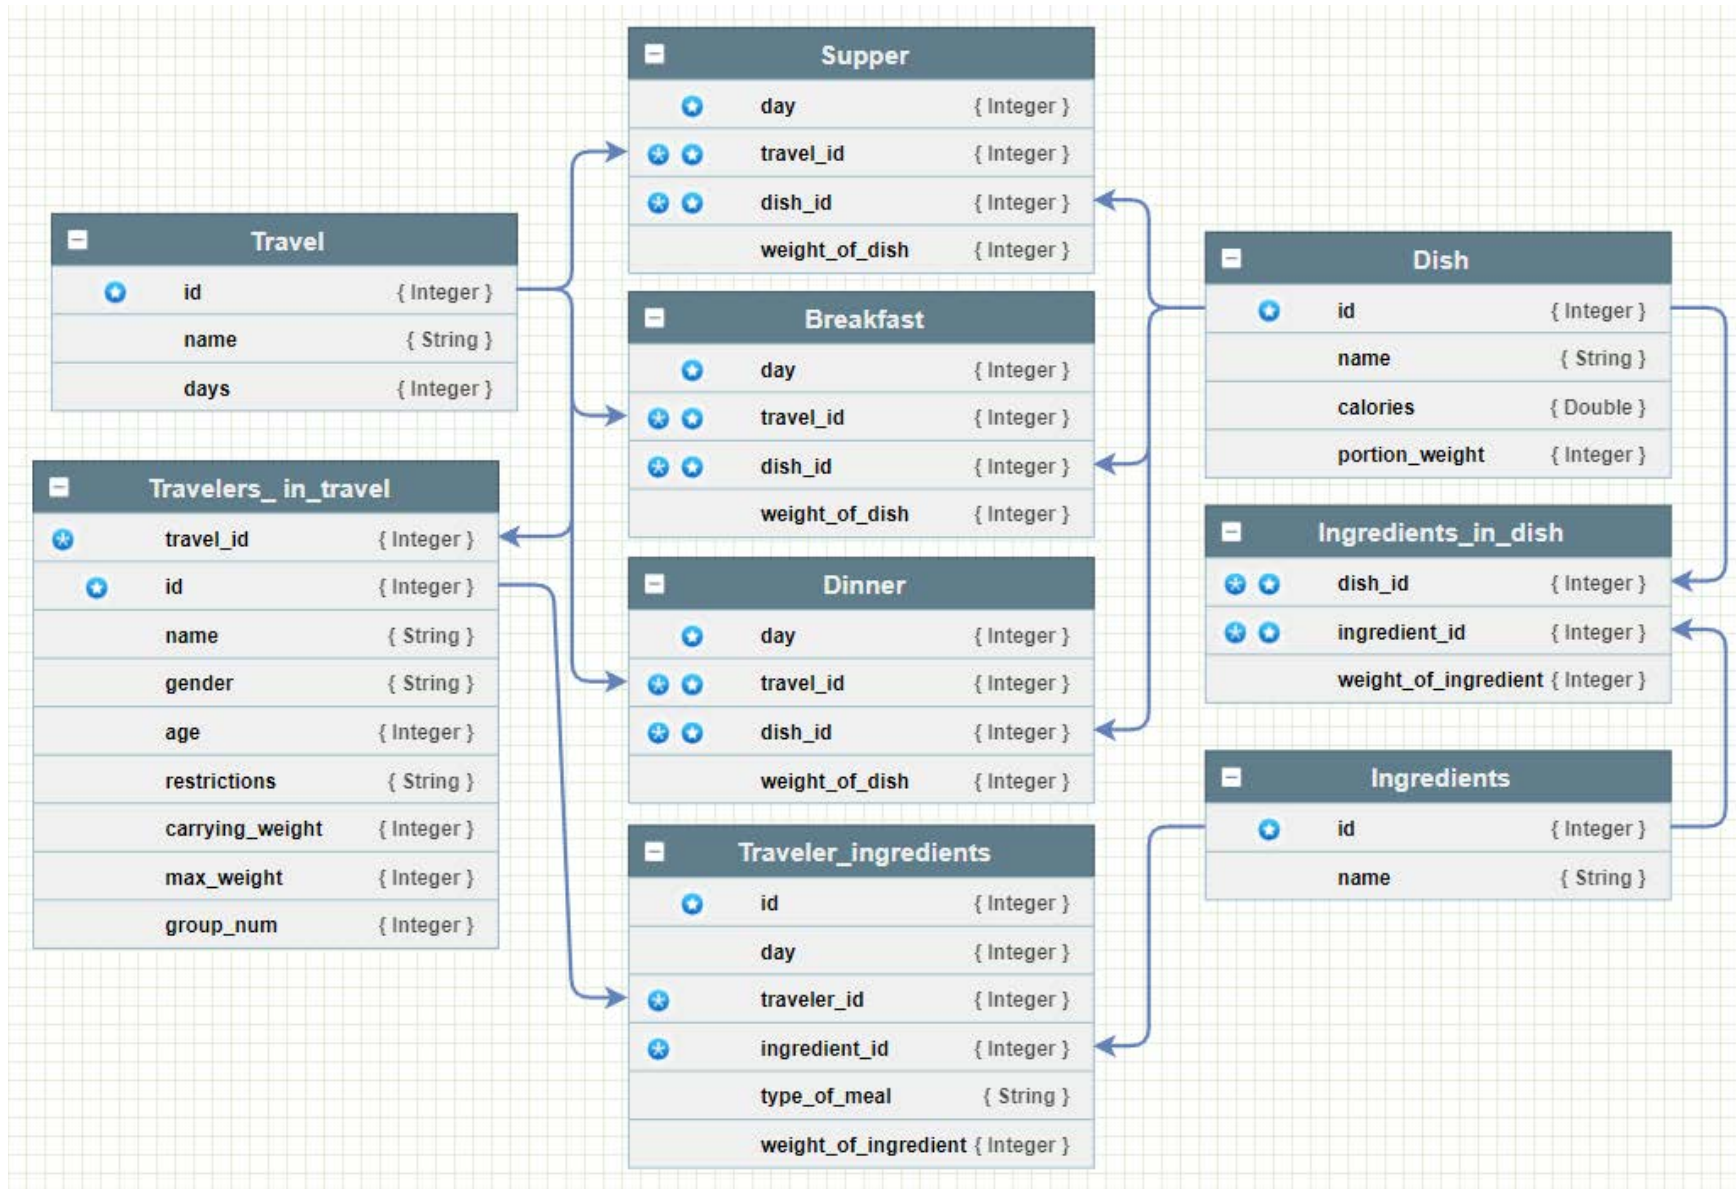 Travel
id { Integer }
name { String }
days { Integer }
Travelers_ in_travel
travel_id { Integer }
id { Integer }
name { String }
gender { String }
age { Integer }
restrictions { String }
carrying_weight { Integer }
max_weight { Integer }
group_num { Integer }
Supper
day { Integer }
travel_id { Integer }
dish_id { Integer }
weight_of_dish { Integer }
Breakfast
day { Integer }
travel_id { Integer }
dish_id { Integer }
weight_of_dish { Integer }
Dinner
day { Integer }
travel_id { Integer }
dish_id { Integer }
weight_of_dish { Integer }
Traveler_ingredients
id { Integer }
day { Integer }
traveler_id { Integer }
ingredient_id { Integer }
type_of_meal { String }
weight_of_ingredient { Integer }
Dish
id { Integer }
name { String }
calories { Double }
portion_weight { Integer }
Ingredients_in_dish
dish_id { Integer }
ingredient_id { Integer }
weight_of_ingredient { Integer }
Ingredients
id { Integer }
name { String }